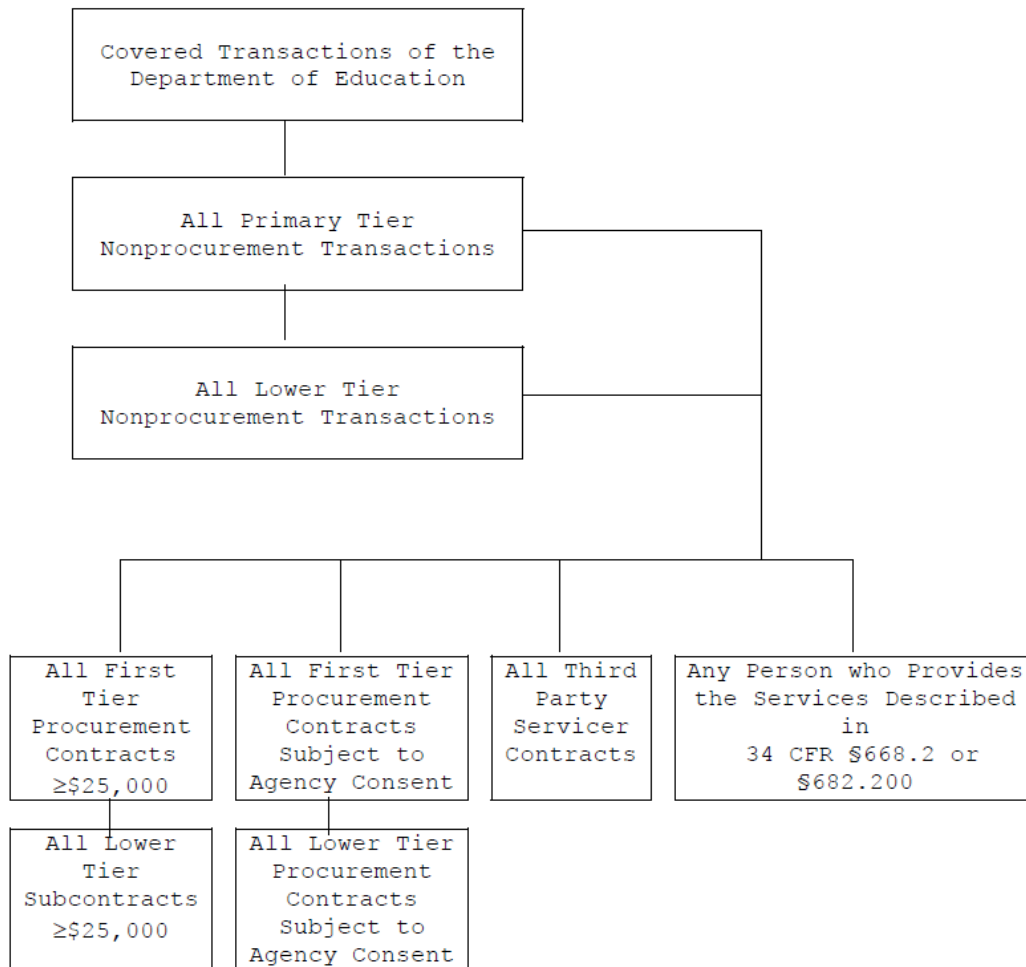 Covered Transactions of the
Department of Education
All Primary Tier
Nonprocurement Transactions
All Lower Tier
Nonprocurement Transactions
All First
Tier
Procurement
Contracts
≥$25,000
All First Tier
Procurement
Contracts
Subject to
Agency Consent
All Third
Party
Servicer
Contracts
Any Person who Provides
the Services Described
in
34 CFR §668.2 or
§682.200
All Lower
Tier
Subcontracts
≥$25,000
All Lower Tier
Procurement
Contracts
Subject to
Agency Consent